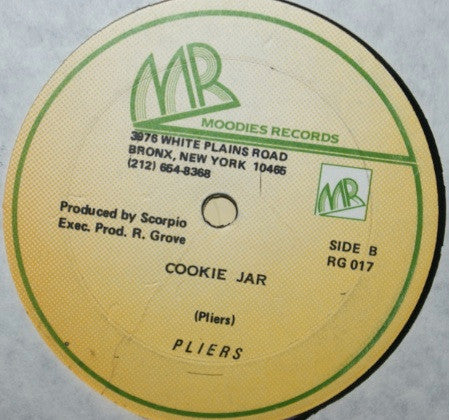 MR
MOODIES RECORDS
3976 WHITE PLAINS ROAD
BRONX, NEW YORK 10466
(212) 654-8368
MR
Produced by Scorpio
Exec. Prod. R. Grove
SIDE B
RG 017
COOKIE JAR
(Pliers)
PLIERS